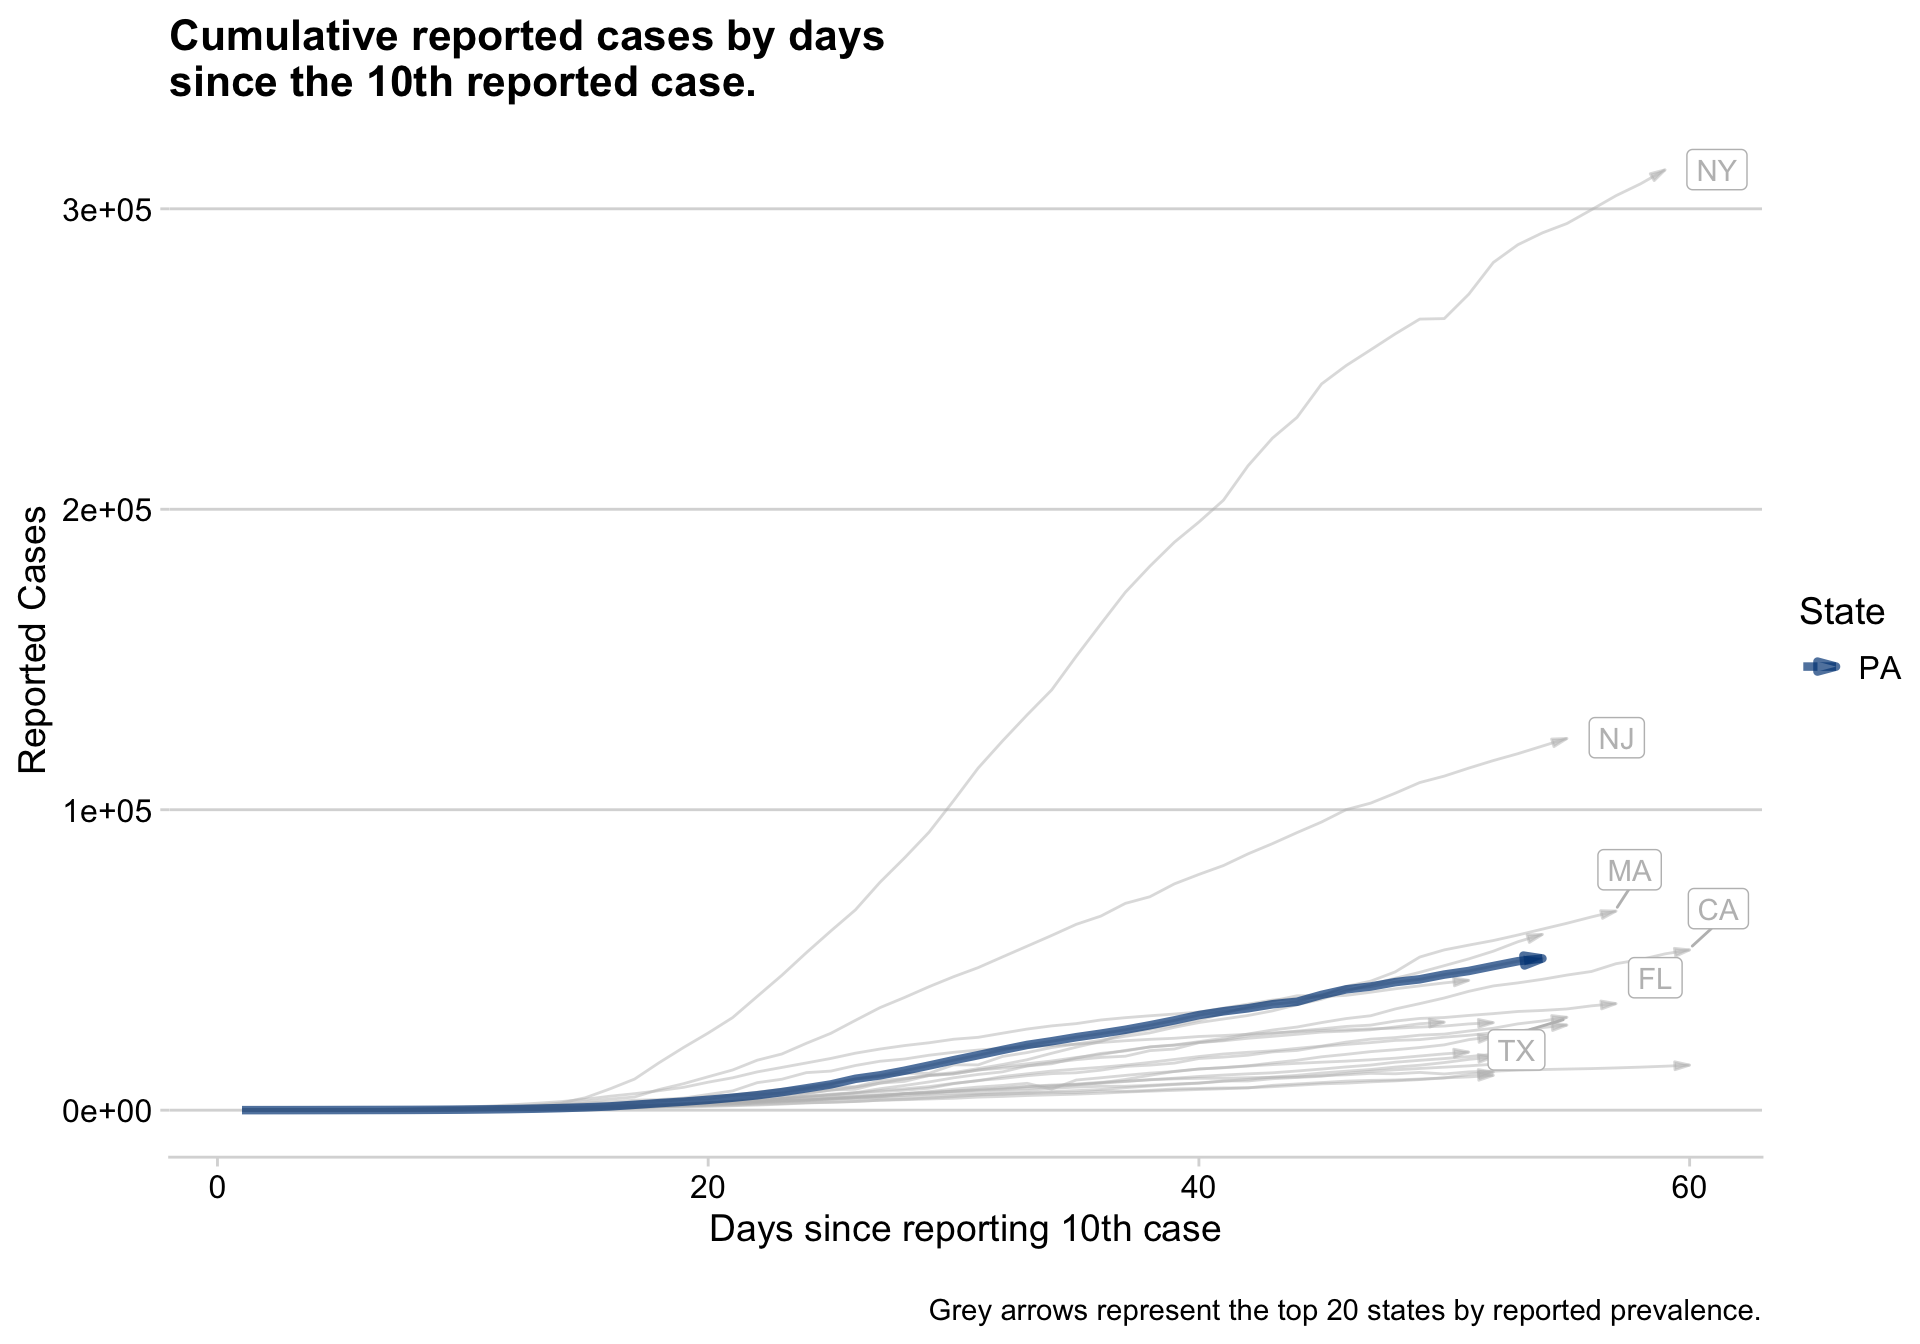 Cumulative reported cases by days
since the 10th reported case.
NY
3e+05
2e+05
Reported Cases
State
PA
NJ
1e+05
MA
CA
FL
TX
0e+00
0 20 40 60
Days since reporting 10th case
Grey arrows represent the top 20 states by reported prevalence.